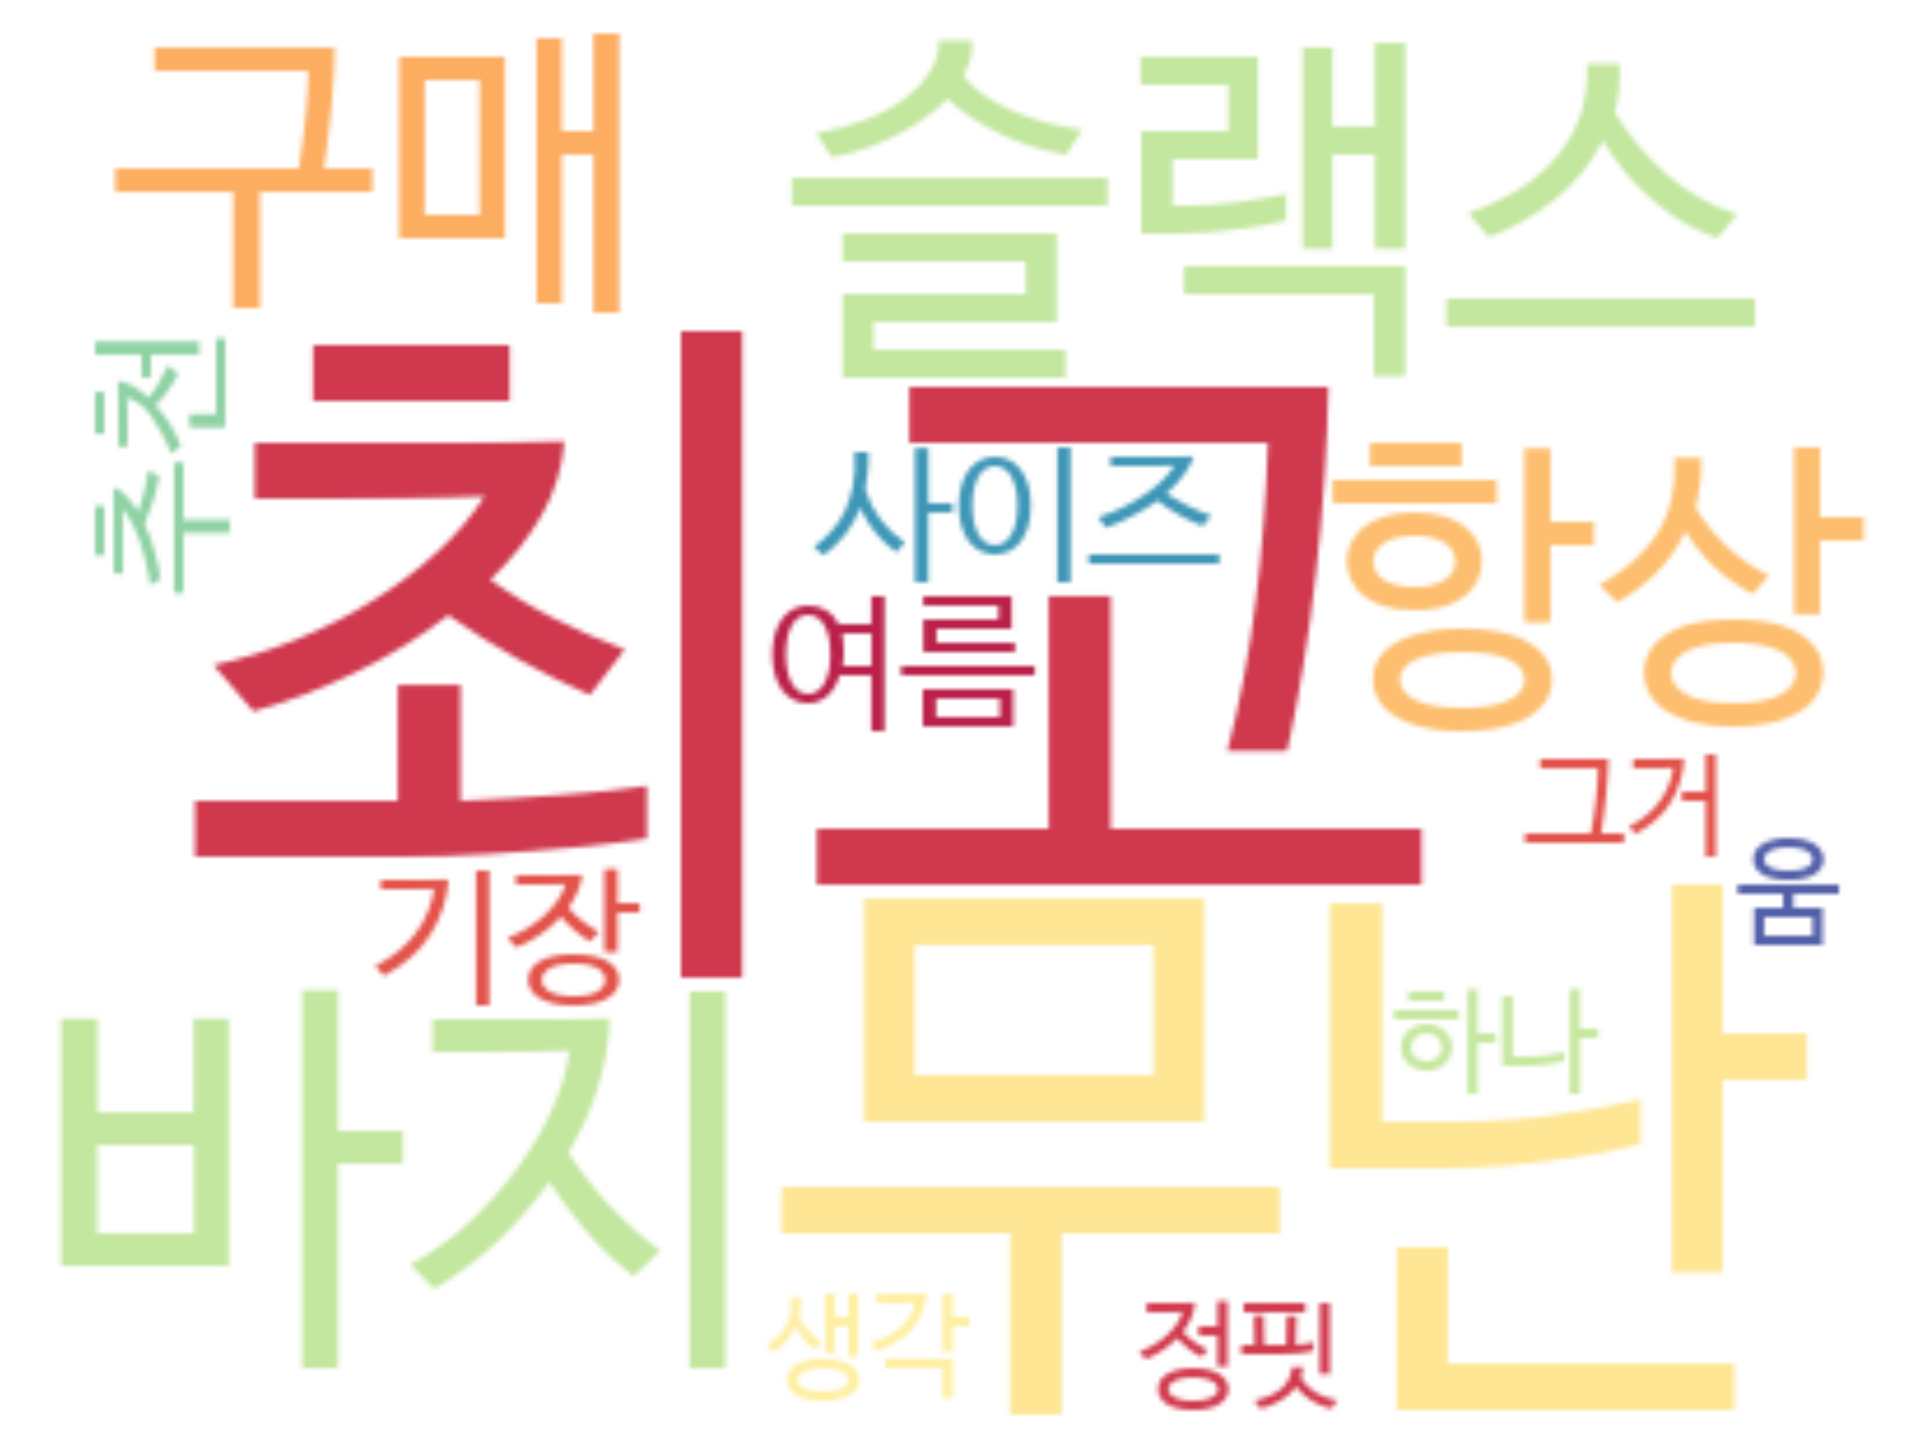 구매
슬랙스
추천
최고
사이즈
항상
여름
그거
움
기장
무난
하나
바지
생각
정핏